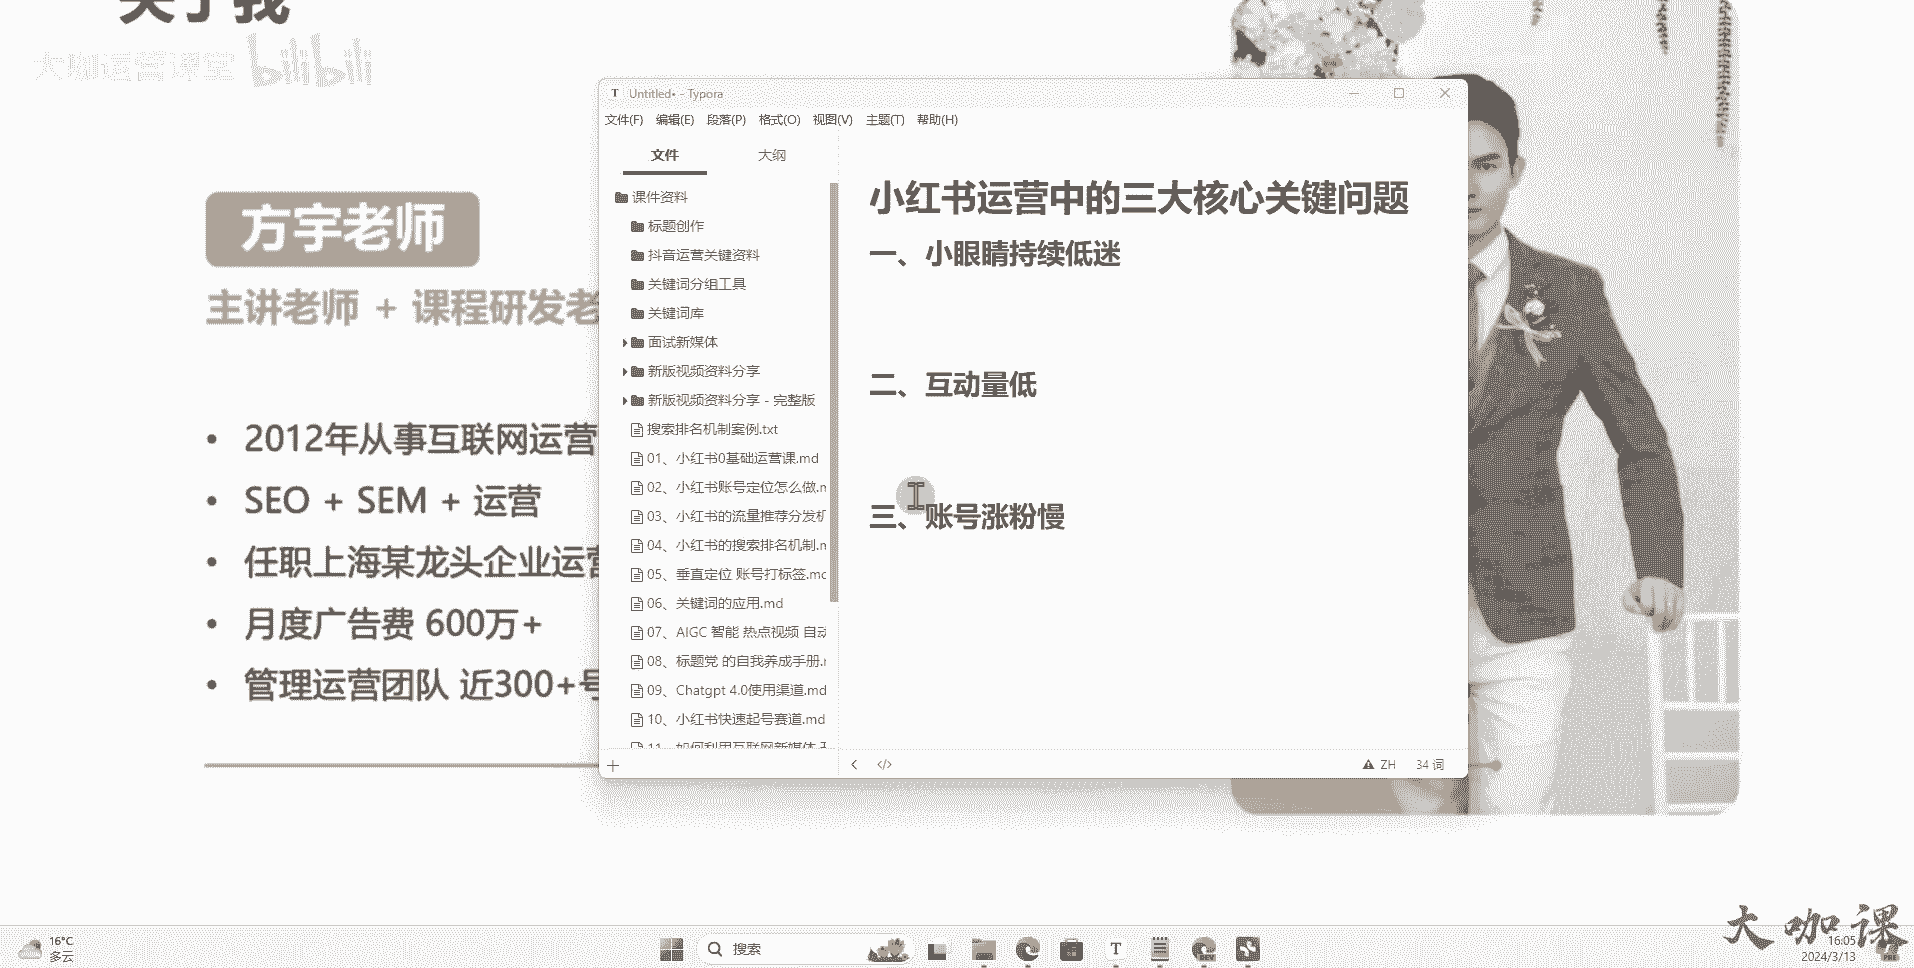 关于我
大咖运营课堂 bilibili
方宇老师
主讲老师 + 课程研发老
2012年从事互联网运营
SEO + SEM + 运营
任职上海某龙头企业运营
月度广告费 600万+
管理运营团队 近300+号
Untitled• - Typora
文件(F) 编辑(E) 段落(P) 格式(O) 视图(V) 主题(T) 帮助(H)
文件 大纲
课件资料
标题创作
抖音运营关键资料
关键词分组工具
关键词库
面试新媒体
新版视频资料分享
新版视频资料分享 - 完整版
搜索排名机制案例.txt
01、小红书0基础运营课.md
02、小红书账号定位怎么做.m
03、小红书的流量推荐分发机
04、小红书的搜索排名机制.m
05、垂直定位 账号打标签.md
06、关键词的应用.md
07、AIGC 智能 热点视频 自动
08、标题党 的自我养成手册.m
09、Chatgpt 4.0使用渠道.md
10、小红书快速起号赛道.md
11、如何利用互联网新媒体
小红书运营中的三大核心关键问题
一、小眼睛持续低迷
二、互动量低
三、账号涨粉慢
ZH 34 词
大咖课
16°C
多云
搜索
16:05
2024/3/13